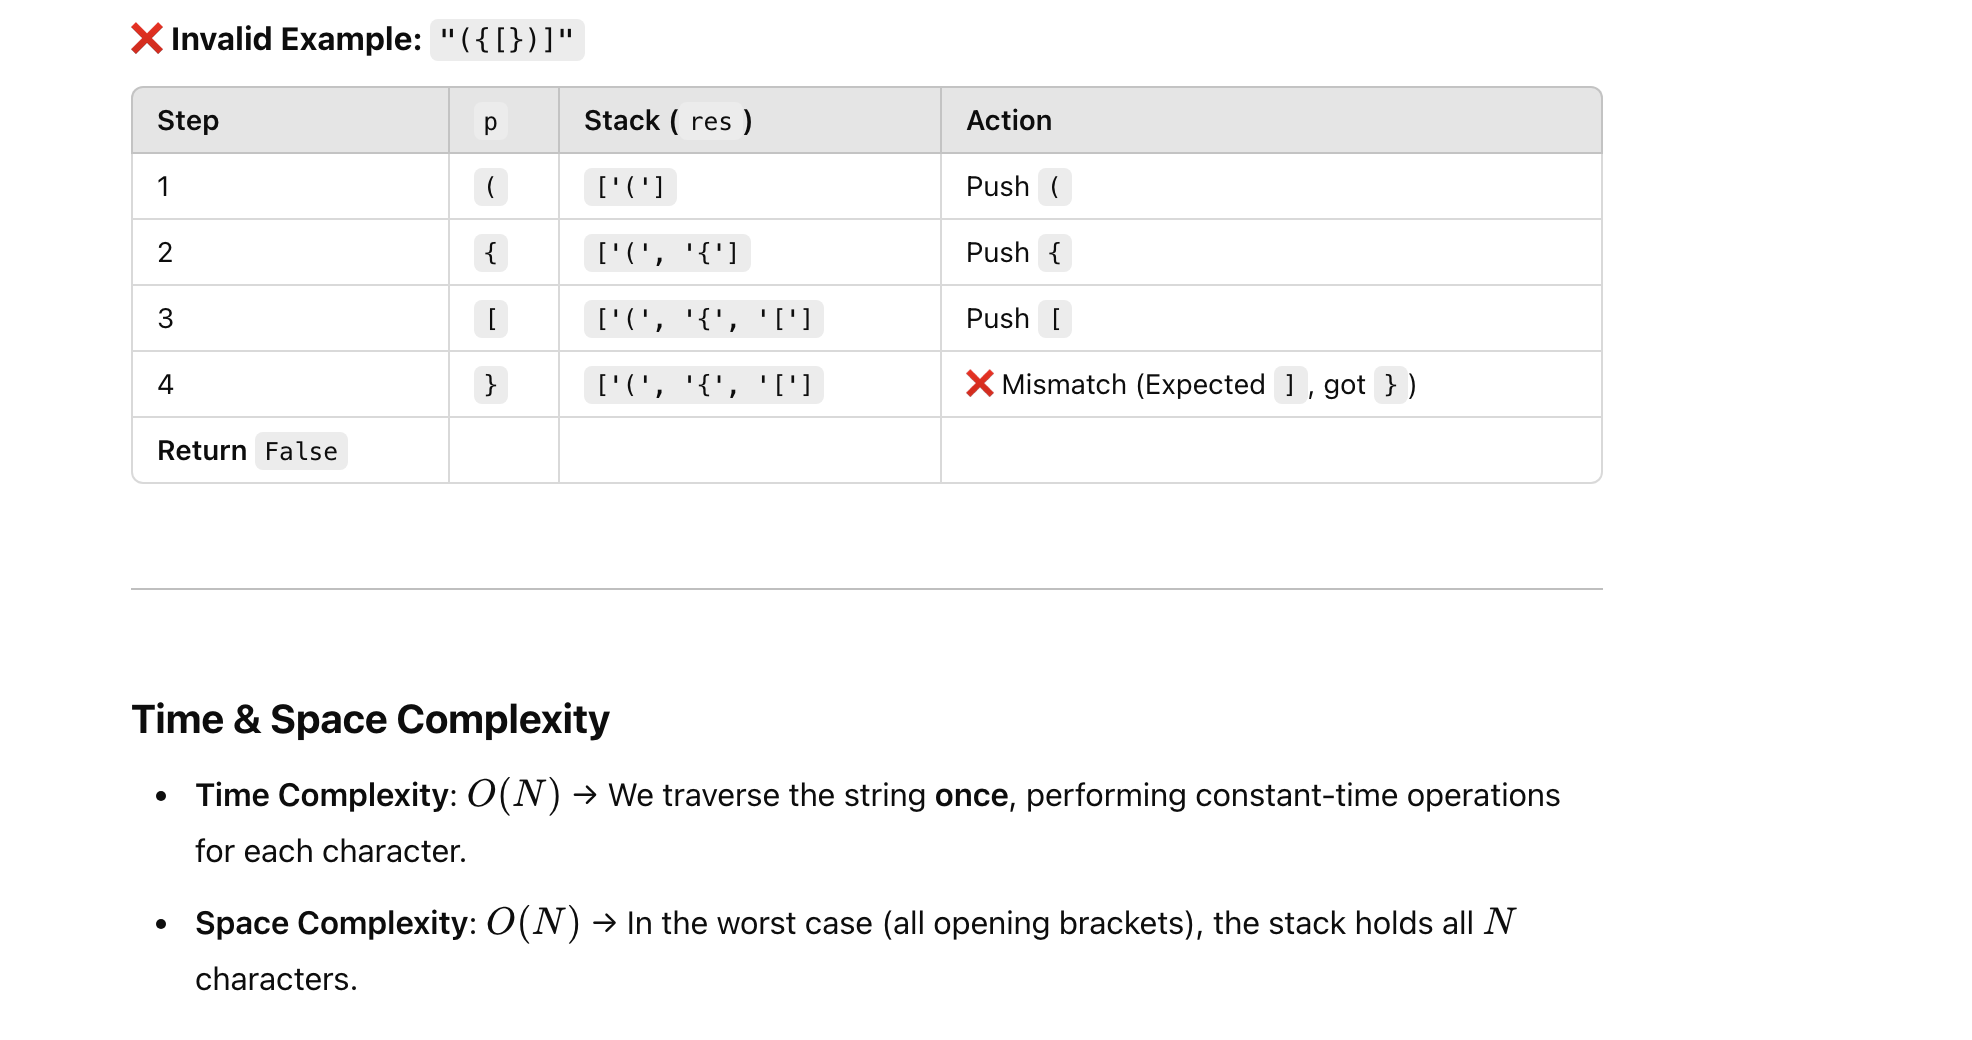 ❌ Invalid Example: "({[})]"
Step p Stack ( res ) Action
1 ( ['('] Push (
2 { ['(', '{'] Push {
3 [ ['(', '{', '['] Push [
4 } ['(', '{', '['] ❌ Mismatch (Expected ] , got } )
Return False
Time & Space Complexity
• Time Complexity: O(N) → We traverse the string once, performing constant-time operations
for each character.
• Space Complexity: O(N) → In the worst case (all opening brackets), the stack holds all N
characters.